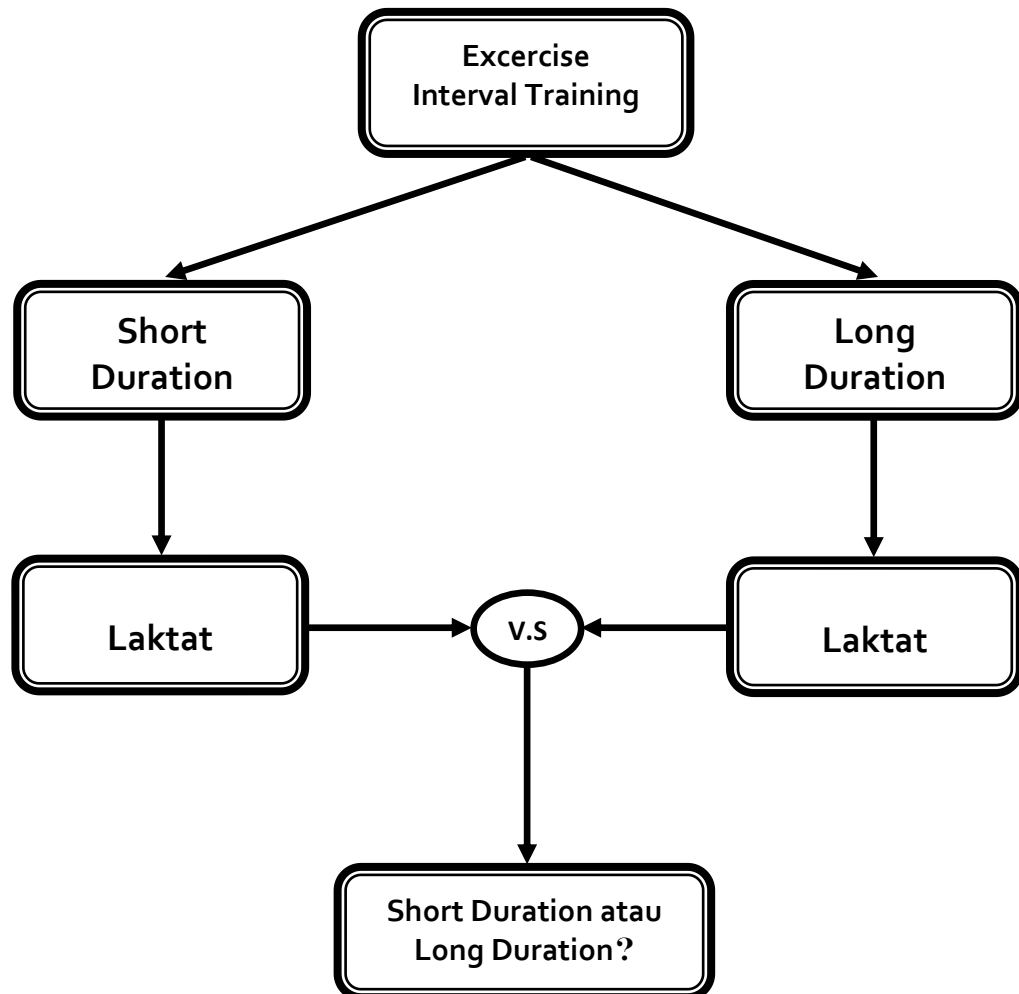 Excercise
Interval Training
Short
Duration
Long
Duration
Laktat
V.S
Laktat
Short Duration atau
Long Duration?